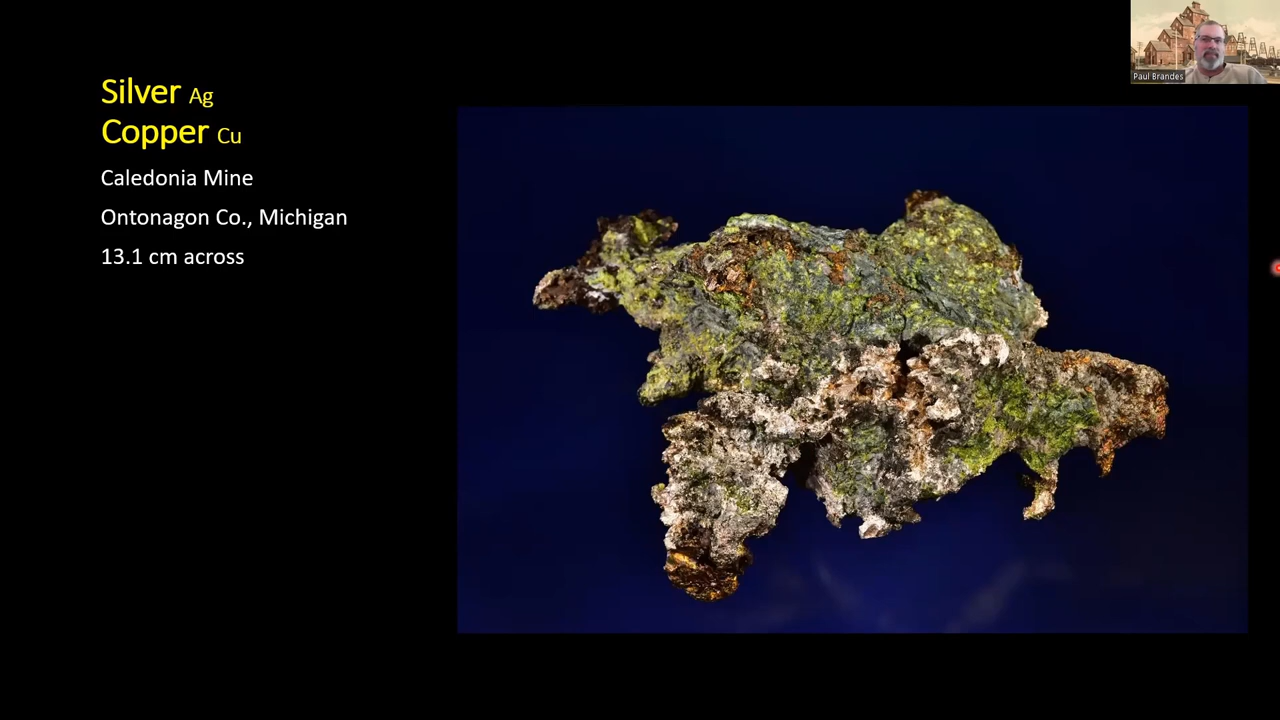 Silver Ag
Copper Cu
Caledonia Mine
Ontonagon Co., Michigan
13.1 cm across
Paul Brandes